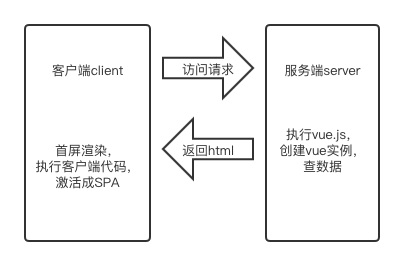 客户端client
访问请求
服务端server
首屏渲染，
执行客户端代码，
激活成SPA
返回html
执行vue.js，
创建vue实例，
查数据